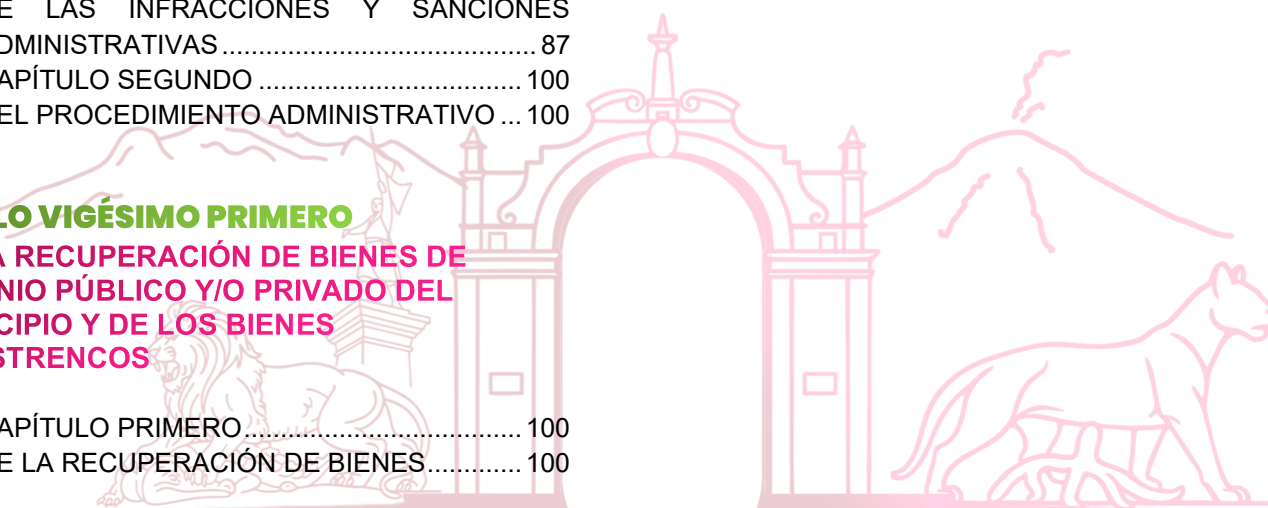 E LAS INFRACCIONES Y SANCIONES
DMINISTRATIVAS................................................ 87
APÍTULO SEGUNDO................................... 100
EL PROCEDIMIENTO ADMINISTRATIVO... 100
LO VIGÉSIMO PRIMERO
A RECUPERACIÓN DE BIENES DE
NIO PÚBLICO Y/O PRIVADO DEL
CIPIO Y DE LOS BIENES
STRENCOS
APÍTULO PRIMERO..................................... 100
E LA RECUPERACIÓN DE BIENES............. 100